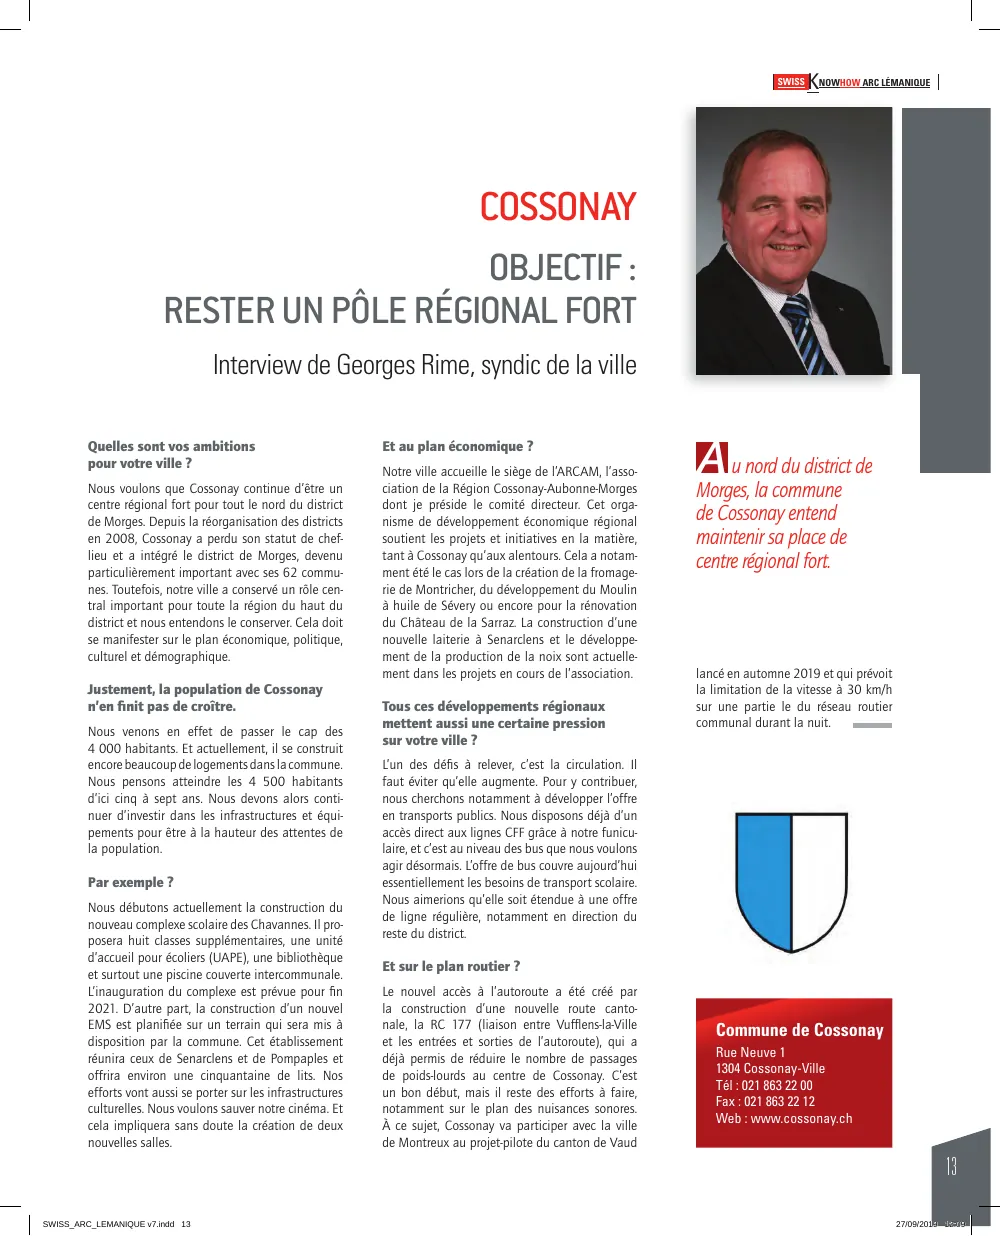 SWISS KNOWHOW ARC LÉMANIQUE
COSSONAY
OBJECTIF :
RESTER UN PÔLE RÉGIONAL FORT
Interview de Georges Rime, syndic de la ville
Quelles sont vos ambitions
pour votre ville ?
Nous voulons que Cossonay continue d’être un
centre régional fort pour tout le nord du district
de Morges. Depuis la réorganisation des districts
en 2008, Cossonay a perdu son statut de chef-
lieu et a intégré le district de Morges, devenu
particulièrement important avec ses 62 commu-
nes. Toutefois, notre ville a conservé un rôle cen-
tral important pour toute la région du haut du
district et nous entendons le conserver. Cela doit
se manifester sur le plan économique, politique,
culturel et démographique.
Justement, la population de Cossonay
n’en finit pas de croître.
Nous venons en effet de passer le cap des
4 000 habitants. Et actuellement, il se construit
encore beaucoup de logements dans la commune.
Nous pensons atteindre les 4 500 habitants
d’ici cinq à sept ans. Nous devons alors conti-
nuer d’investir dans les infrastructures et équi-
pements pour être à la hauteur des attentes de
la population.
Par exemple ?
Nous débutons actuellement la construction du
nouveau complexe scolaire des Chavannes. Il pro-
posera huit classes supplémentaires, une unité
d’accueil pour écoliers (UAPE), une bibliothèque
et surtout une piscine couverte intercommunale.
L’inauguration du complexe est prévue pour fin
2021. D’autre part, la construction d’un nouvel
EMS est planifiée sur un terrain qui sera mis à
disposition par la commune. Cet établissement
réunira ceux de Senarclens et de Pompaples et
offrira environ une cinquantaine de lits. Nos
efforts vont aussi se porter sur les infrastructures
culturelles. Nous voulons sauver notre cinéma. Et
cela impliquera sans doute la création de deux
nouvelles salles.
Et au plan économique ?
Notre ville accueille le siège de l’ARCAM, l’asso-
ciation de la Région Cossonay-Aubonne-Morges
dont je préside le comité directeur. Cet orga-
nisme de développement économique régional
soutient les projets et initiatives en la matière,
tant à Cossonay qu’aux alentours. Cela a notam-
ment été le cas lors de la création de la fromage-
rie de Montricher, du développement du Moulin
à huile de Sévery ou encore pour la rénovation
du Château de la Sarraz. La construction d’une
nouvelle laiterie à Senarclens et le développe-
ment de la production de la noix sont actuelle-
ment dans les projets en cours de l’association.
Tous ces développements régionaux
mettent aussi une certaine pression
sur votre ville ?
L’un des défis à relever, c’est la circulation. Il
faut éviter qu’elle augmente. Pour y contribuer,
nous cherchons notamment à développer l’offre
en transports publics. Nous disposons déjà d’un
accès direct aux lignes CFF grâce à notre funicu-
laire, et c’est au niveau des bus que nous voulons
agir désormais. L’offre de bus couvre aujourd’hui
essentiellement les besoins de transport scolaire.
Nous aimerions qu’elle soit étendue à une offre
de ligne régulière, notamment en direction du
reste du district.
Et sur le plan routier ?
Le nouvel accès à l’autoroute a été créé par
la construction d’une nouvelle route canto-
nale, la RC 177 (liaison entre Vufflens-la-Ville
et les entrées et sorties de l’autoroute), qui a
déjà permis de réduire le nombre de passages
de poids-lourds au centre de Cossonay. C’est
un bon début, mais il reste des efforts à faire,
notamment sur le plan des nuisances sonores.
À ce sujet, Cossonay va participer avec la ville
de Montreux au projet-pilote du canton de Vaud
Au nord du district de
Morges, la commune
de Cossonay entend
maintenir sa place de
centre régional fort.
lancé en automne 2019 et qui prévoit
la limitation de la vitesse à 30 km/h
sur une partie le du réseau routier
communal durant la nuit.
Commune de Cossonay
Rue Neuve 1
1304 Cossonay-Ville
Tél : 021 863 22 00
Fax : 021 863 22 12
Web : www.cossonay.ch
13
SWISS_ARC_LEMANIQUE v7.indd 13
27/09/2019